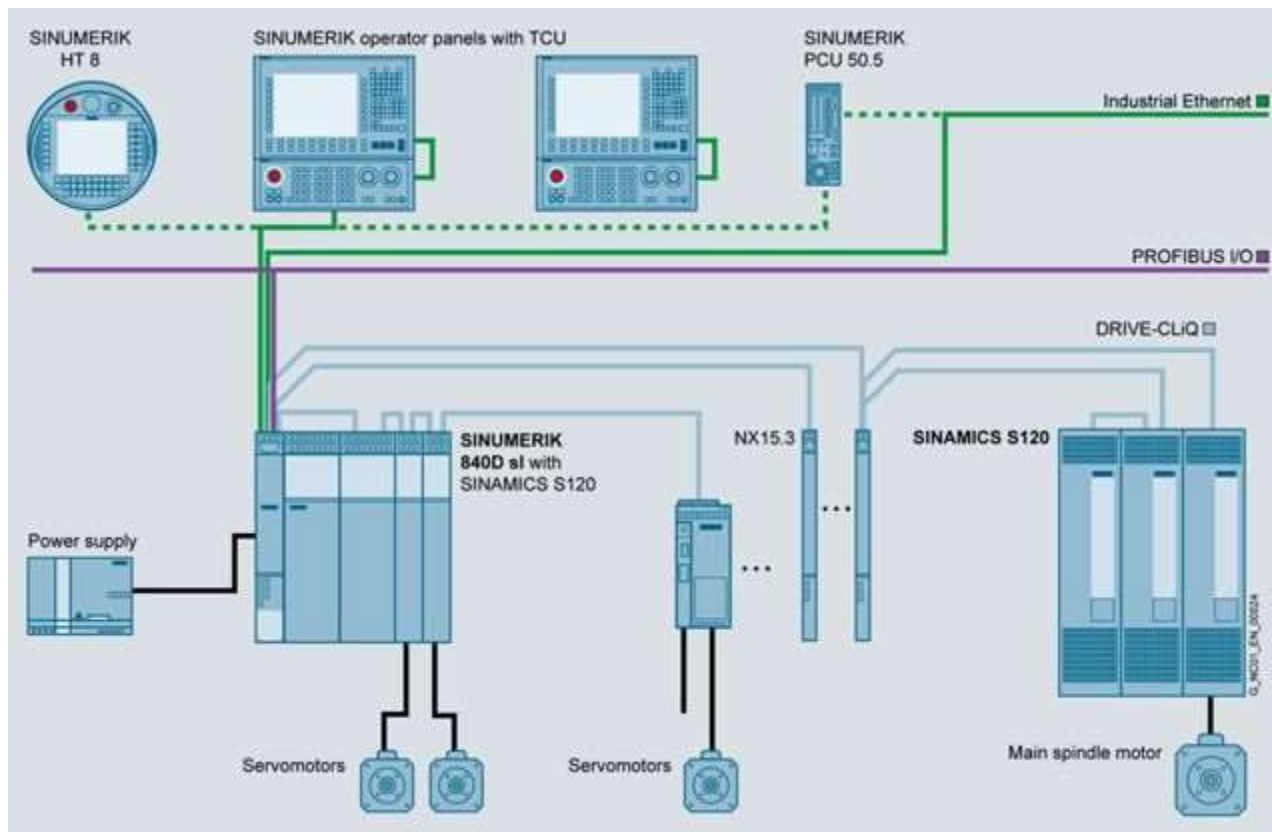 SINUMERIK
HT 8
SINUMERIK operator panels with TCU
SINUMERIK
PCU 50.5
Industrial Ethernet
PROFIBUS I/O
DRIVE-CLiQ
SINUMERIK
840D sl with
SINAMICS S120
NX15.3
SINAMICS S120
Power supply
Servomotors
Servomotors
Main spindle motor
G_NC01_EN_00024